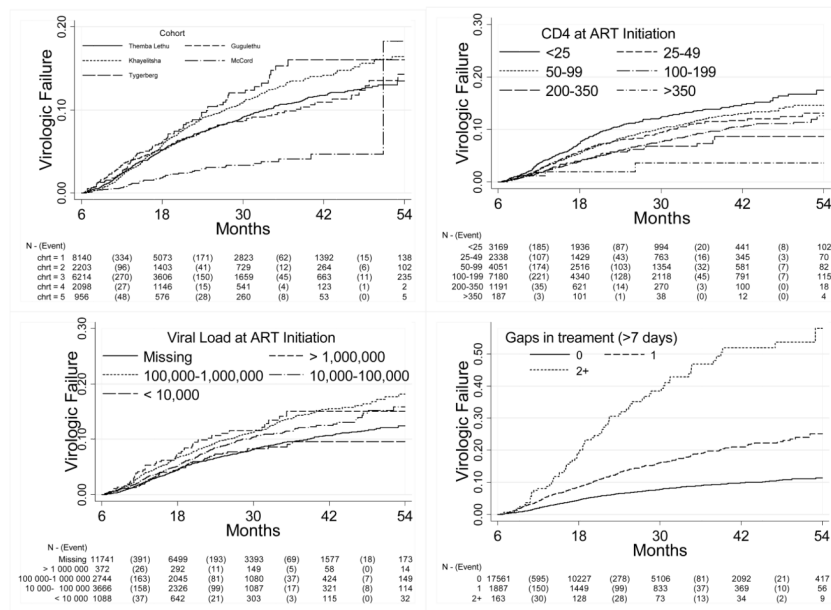 0.20
0.10
0.00
Virologic Failure
Cohort
Themba Lethu
Gugulethu
Khayelitsha
McCord
Tygerberg
6 18 30 42 54
Months
N - (Event)
chrt = 1 8140 (334) 5073 (171) 2823 (62) 1392 (15) 138
chrt = 2 2203 (96) 1403 (41) 729 (12) 264 (6) 102
chrt = 3 6214 (270) 3606 (150) 1659 (45) 663 (11) 235
chrt = 4 2098 (27) 1146 (15) 541 (4) 123 (1) 2
chrt = 5 956 (48) 576 (28) 260 (8) 53 (0) 5
0.30
0.20
0.10
0.00
Virologic Failure
CD4 at ART Initiation
<25 25-49
50-99 100-199
200-350 >350
6 18 30 42 54
Months
N - (Event)
<25 3169 (185) 1936 (87) 994 (20) 441 (8) 102
25-49 2338 (107) 1429 (43) 763 (16) 345 (3) 70
50-99 4051 (174) 2516 (103) 1354 (32) 581 (7) 82
100-199 7180 (221) 4340 (128) 2118 (45) 791 (7) 115
200-350 1191 (35) 621 (14) 270 (3) 100 (0) 18
>350 187 (3) 101 (1) 38 (0) 12 (0) 4
0.30
0.20
0.10
0.00
Virologic Failure
Viral Load at ART Initiation
Missing > 1,000,000
100,000-1,000,000 10,000-100,000
< 10,000
6 18 30 42 54
Months
N - (Event)
Missing 11741 (391) 6499 (193) 3393 (69) 1577 (18) 173
> 1 000 000 372 (26) 292 (11) 149 (5) 58 (0) 14
100 000-1 000 000 2744 (163) 2045 (81) 1080 (37) 424 (7) 149
10 000-100 000 3666 (158) 2326 (99) 1087 (17) 321 (8) 114
< 10 000 1088 (37) 642 (21) 303 (3) 115 (0) 32
0.50
0.40
0.30
0.20
0.10
0.00
Virologic Failure
Gaps in treament (>7 days)
0 1
2+
6 18 30 42 54
Months
N - (Event)
0 17561 (595) 10227 (278) 5106 (81) 2092 (21) 417
1 1887 (150) 1449 (99) 833 (37) 369 (10) 56
2+ 163 (30) 128 (28) 73 (13) 34 (2) 9